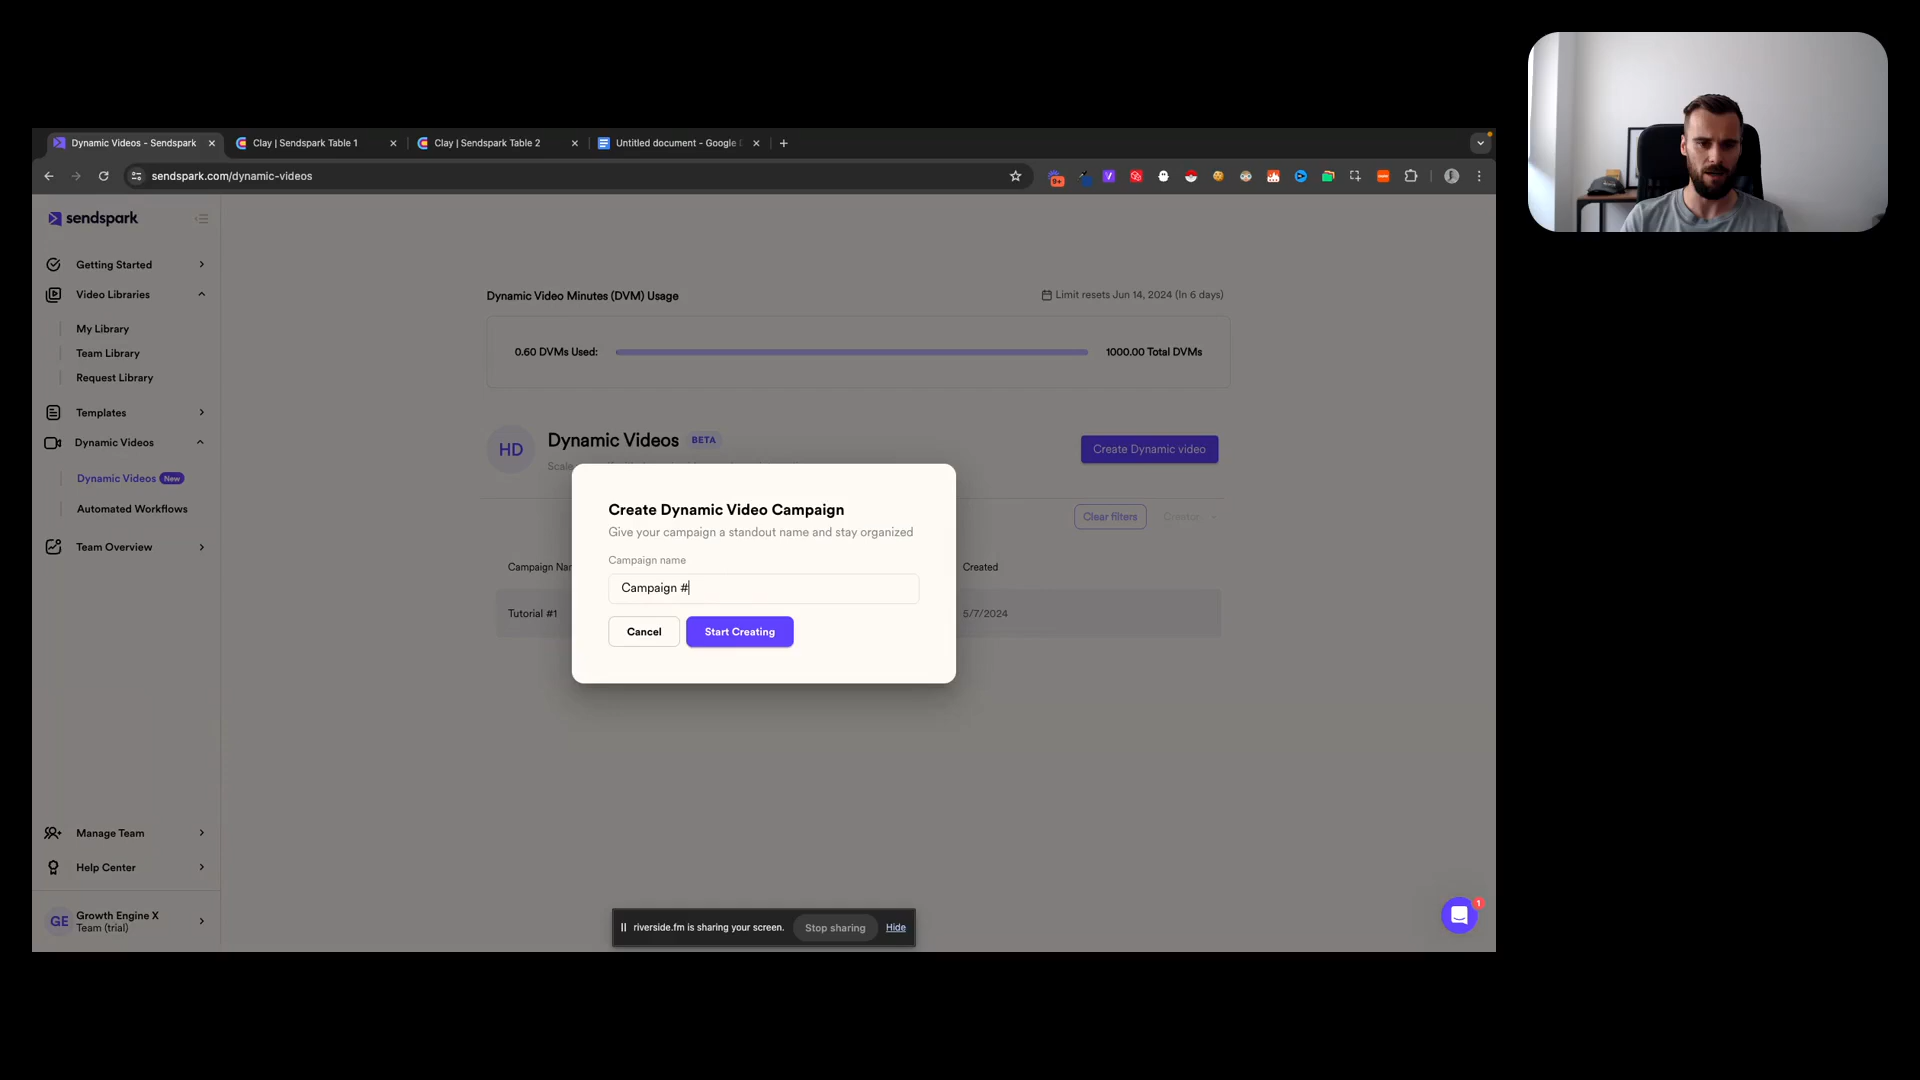 Dynamic Videos - Sendspark
Clay | Sendspark Table 1
Clay | Sendspark Table 2
Untitled document - Google
sendspark.com/dynamic-videos
9+
sendspark
Getting Started
Video Libraries
My Library
Team Library
Request Library
Templates
Dynamic Videos
Dynamic Videos New
Automated Workflows
Team Overview
Manage Team
Help Center
GE
Growth Engine X
Team (trial)
Dynamic Video Minutes (DVM) Usage
Limit resets Jun 14, 2024 (In 6 days)
0.60 DVMs Used:
1000.00 Total DVMs
HD
Dynamic Videos BETA
Create Dynamic video
Clear filters
Creator
Campaign Nar
Created
Tutorial #1
5/7/2024
Create Dynamic Video Campaign
Give your campaign a standout name and stay organized
Campaign name
Campaign #
Cancel
Start Creating
riverside.fm is sharing your screen.
Stop sharing
Hide
1